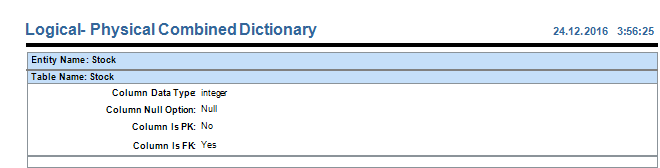 Logical- Physical Combined Dictionary 24.12.2016 3:56:25
Entity Name: Stock
Table Name: Stock
Column Data Type: integer
Column Null Option: Null
Column Is PK: No
Column Is FK: Yes